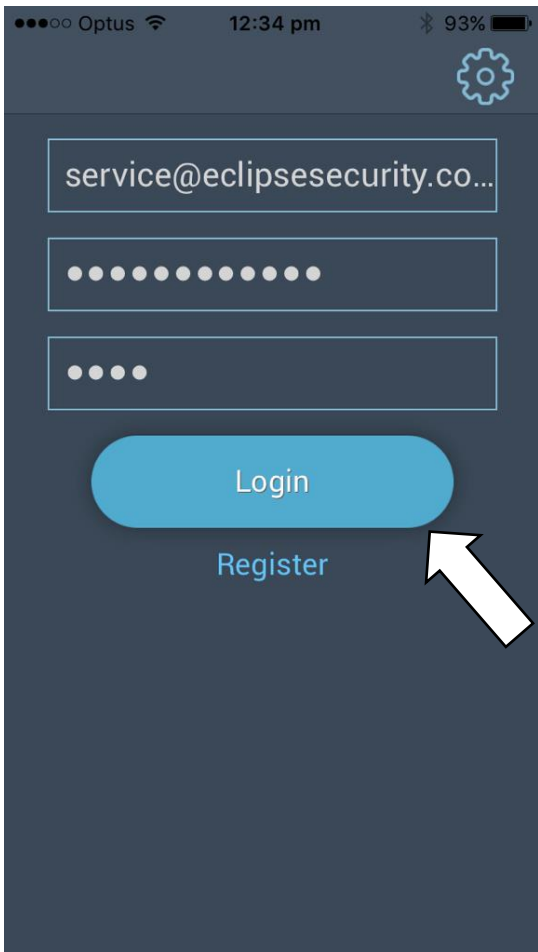 Optus 12:34 pm 93%
service@eclipsesecurity.co...
●●●●●●●●●●●●
●●●●
Login
Register